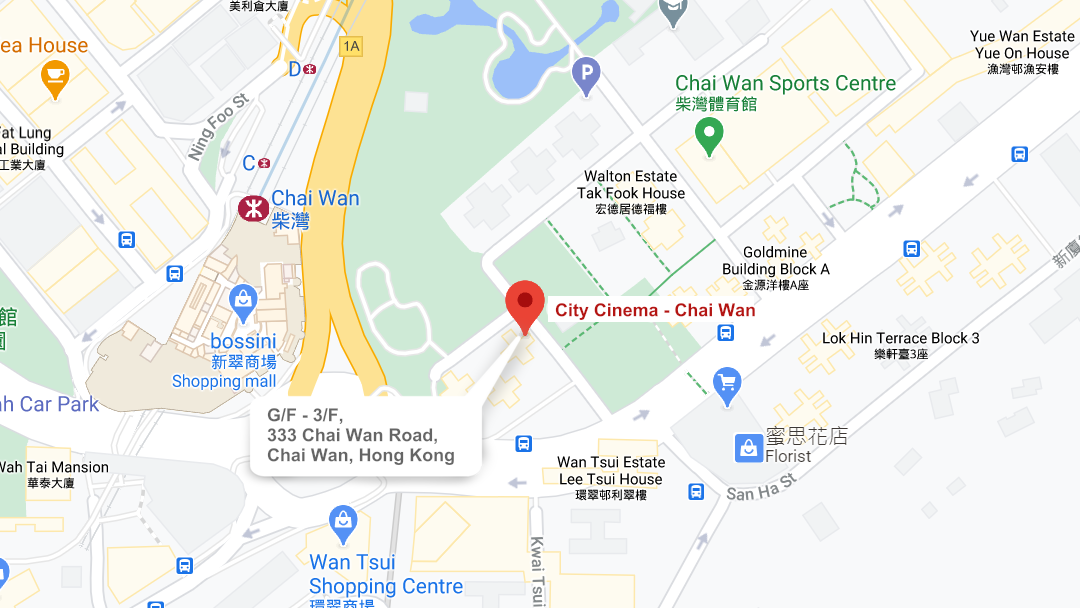 美利倉大廈
ea House
1A
D
Yue Wan Estate
Yue On House
漁灣邨漁安樓
P
Chai Wan Sports Centre
柴灣體育館
Ning Foo St
Yat Lung
al Building
工業大廈
C
Chai Wan
柴灣
Walton Estate
Tak Fook House
宏德居德福樓
Goldmine
Building Block A
金源洋樓A座
新廈
City Cinema - Chai Wan
館
園
bossini
新翠商場
Shopping mall
Lok Hin Terrace Block 3
樂軒臺3座
ah Car Park
G/F - 3/F,
333 Chai Wan Road,
Chai Wan, Hong Kong
蜜思花店
Florist
Wah Tai Mansion
華泰大廈
Wan Tsui Estate
Lee Tsui House
環翠邨利翠樓
San Ha St
Wan Tsui
Shopping Centre
環翠商場
Kwai Tsui